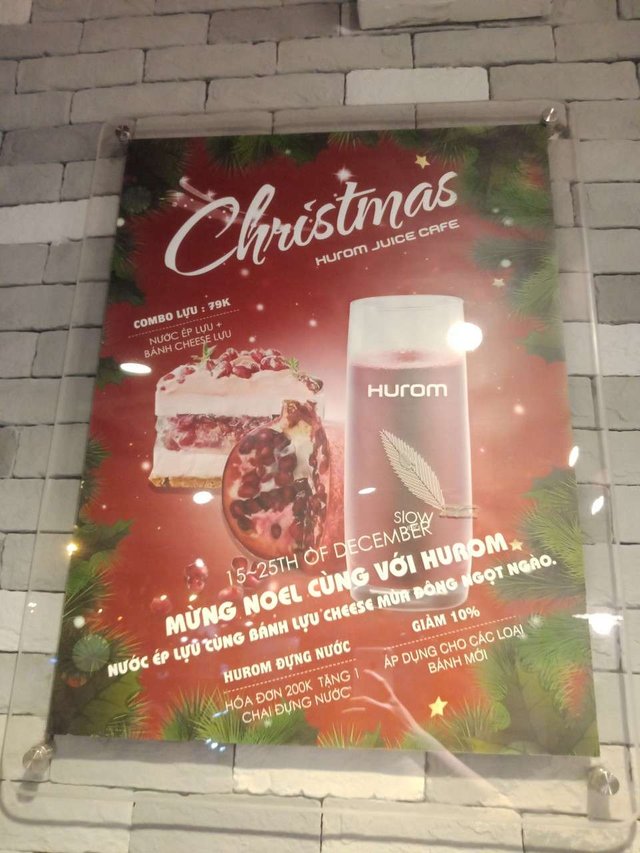 Christmas
HUROM JUICE CAFE
COMBO LỰU : 79K
NƯỚC ÉP LỰU +
BÁNH CHEESE LỰU
HUROM
SLOW
15~25TH OF DECEMBER
MỪNG NOEL CÙNG VỚI HUROM
NƯỚC ÉP LỰU CÙNG BÁNH LỰU CHEESE MÙA ĐÔNG NGỌT NGÀO.
HUROM ĐỰNG NƯỚC
HÓA ĐƠN 200K TẶNG 1
CHAI ĐỰNG NƯỚC
GIẢM 10%
ÁP DỤNG CHO CÁC LOẠI
BÁNH MỚI